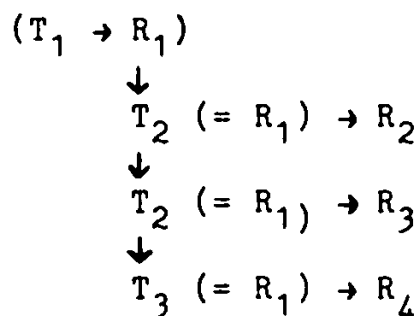 (T₁ → R₁)
↓
T₂ (= R₁) → R₂
↓
T₂ (= R₁) → R₃
↓
T₃ (= R₁) → R₄